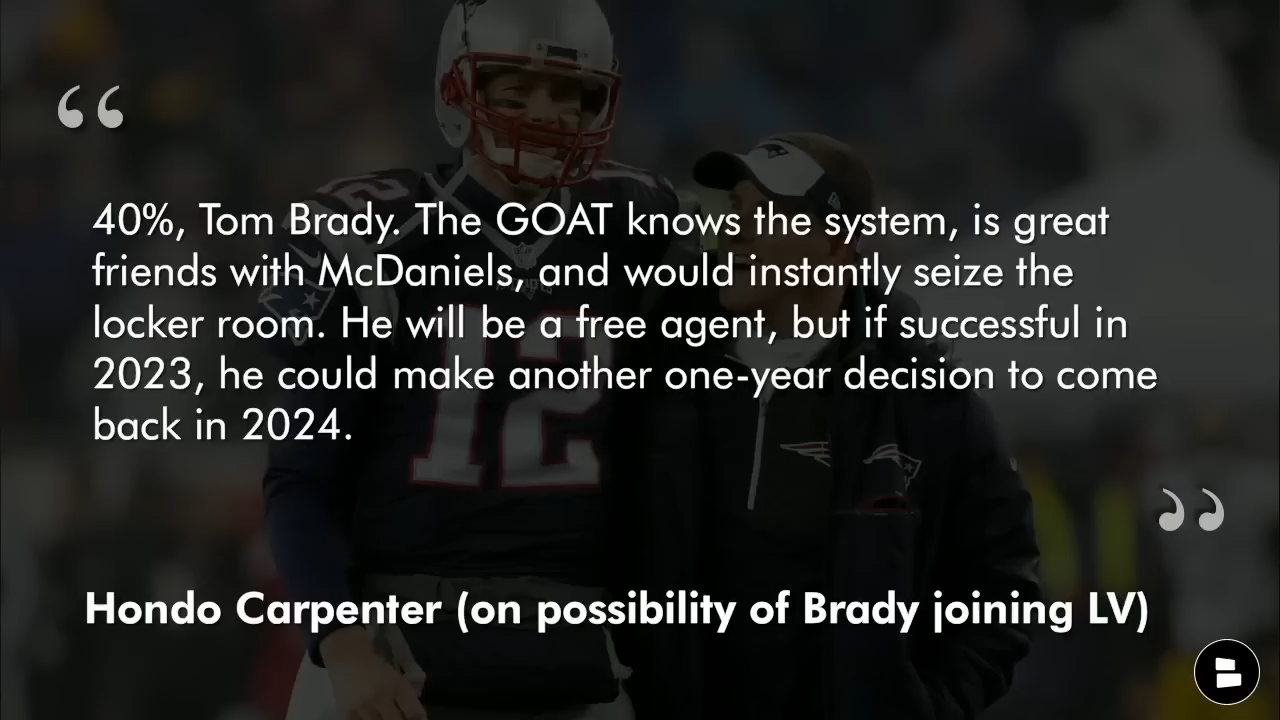 “
40%, Tom Brady. The GOAT knows the system, is great
friends with McDaniels, and would instantly seize the
locker room. He will be a free agent, but if successful in
2023, he could make another one-year decision to come
back in 2024.
”
Hondo Carpenter (on possibility of Brady joining LV)
12
12